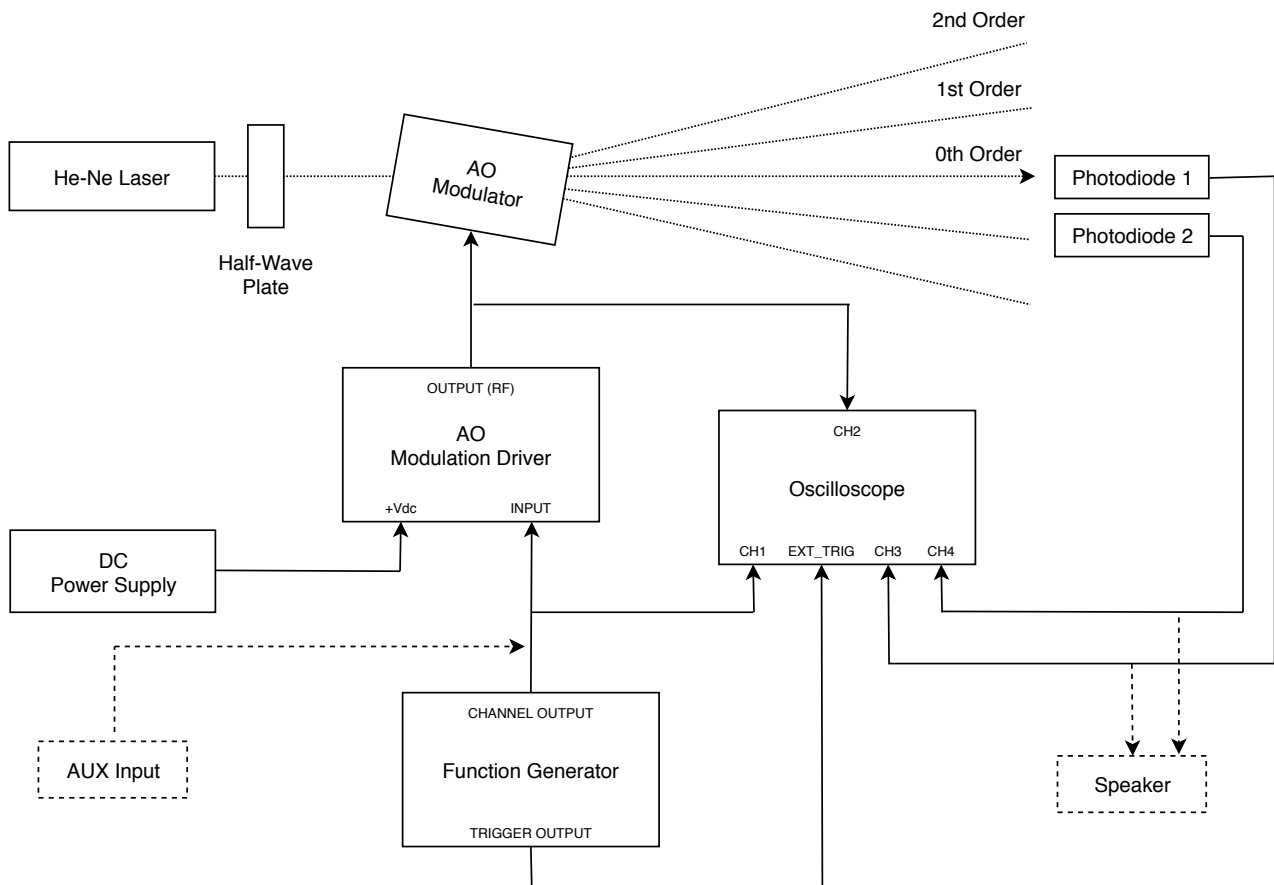 2nd Order
1st Order
0th Order
He-Ne Laser
AO
Modulator
Photodiode 1
Photodiode 2
Half-Wave
Plate
OUTPUT (RF)
AO
Modulation Driver
+Vdc
INPUT
CH2
Oscilloscope
CH1
EXT_TRIG
CH3
CH4
DC
Power Supply
CHANNEL OUTPUT
Function Generator
TRIGGER OUTPUT
AUX Input
Speaker